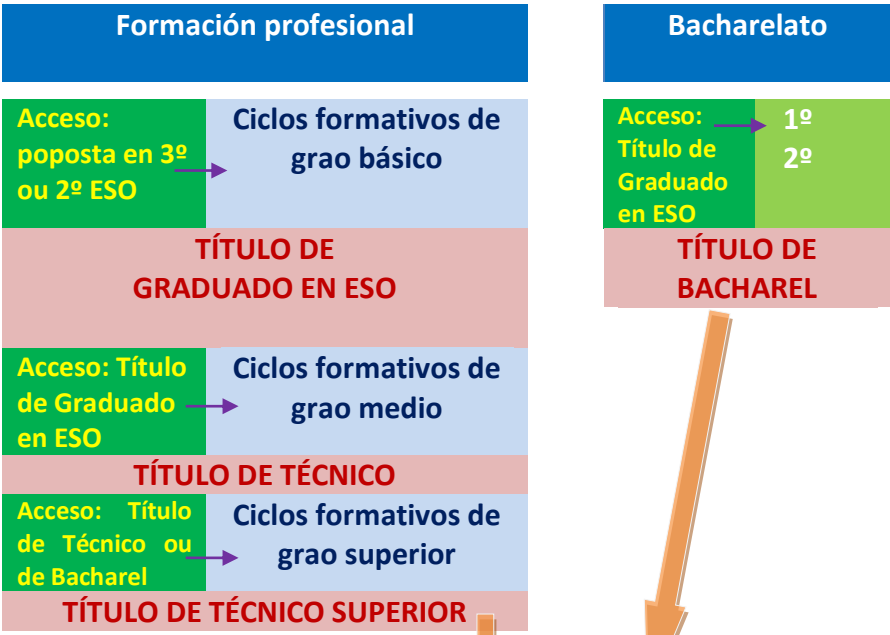 Formación profesional
Acceso:
poposta en 3º
ou 2º ESO
Ciclos formativos de
grao básico
TÍTULO DE
GRADUADO EN ESO
Acceso: Título
de Graduado
en ESO
Ciclos formativos de
grao medio
TÍTULO DE TÉCNICO
Acceso: Título
de Técnico ou
de Bacharel
Ciclos formativos de
grao superior
TÍTULO DE TÉCNICO SUPERIOR
Bacharelato
Acceso:
Título de
Graduado
en ESO
1º
2º
TÍTULO DE
BACHAREL